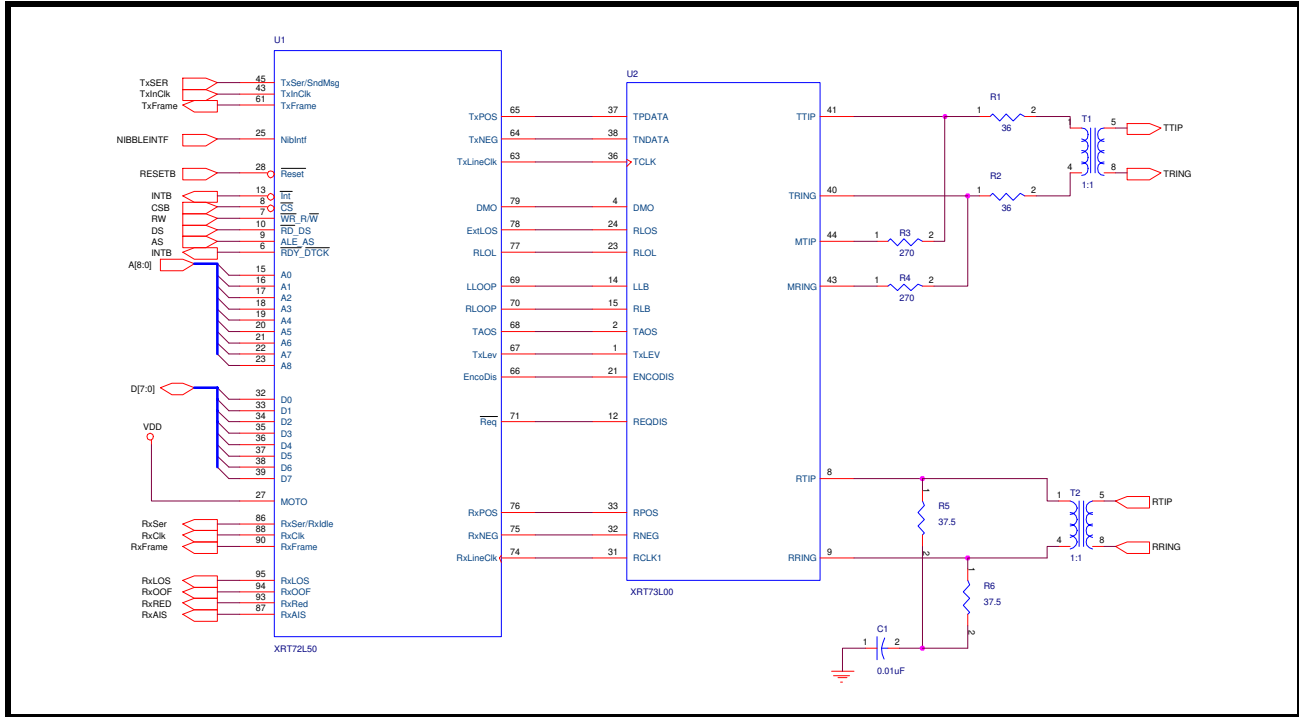 U1
TxSER 45 TxSer/SndMsg
TxInClk 43 TxInClk
TxFrame 61 TxFrame
NIBBLEINTF 25 NibIntf
RESETB 28 Reset
INTB 13 Int
CSB 8 CS
RW 7 WR_R/W
DS 10 RD_DS
AS 9 ALE_AS
INTB 6 RDY_DTCK
A[8:0]
15 A0
16 A1
17 A2
18 A3
19 A4
20 A5
21 A6
22 A7
23 A8
D[7:0]
32 D0
33 D1
34 D2
35 D3
36 D4
37 D5
38 D6
39 D7
VDD
27 MOTO
RxSer 86 RxSer/RxIdle
RxClk 88 RxClk
RxFrame 90 RxFrame
RxLOS 95 RxLOS
RxOOF 94 RxOOF
RxRED 93 RxRed
RxAIS 87 RxAIS
XRT72L50
U2
TxPOS 65 37 TPDATA
TxNEG 64 38 TNDATA
TxLineClk 63 36 TCLK
DMO 79 4 DMO
ExtLOS 78 24 RLOS
RLOL 77 23 RLOL
LLOOP 69 14 LLB
RLOOP 70 15 RLB
TAOS 68 2 TAOS
TxLev 67 1 TxLEV
EncoDis 66 21 ENCODIS
Req 71 12 REQDIS
RxPOS 76 33 RPOS
RxNEG 75 32 RNEG
RxLineClk 74 31 RCLK1
XRT73L00
TTIP 41
TRING 40
MTIP 44
MRING 43
RTIP 8
RRING 9
R1
1 2
36
R2
1 2
36
R3
1 2
270
R4
1 2
270
T1
1 5 TTIP
4 8 TRING
1:1
T2
1 5 RTIP
4 8 RRING
1:1
1
R5
37.5
2
1
R6
37.5
2
C1
1 2
0.01uF